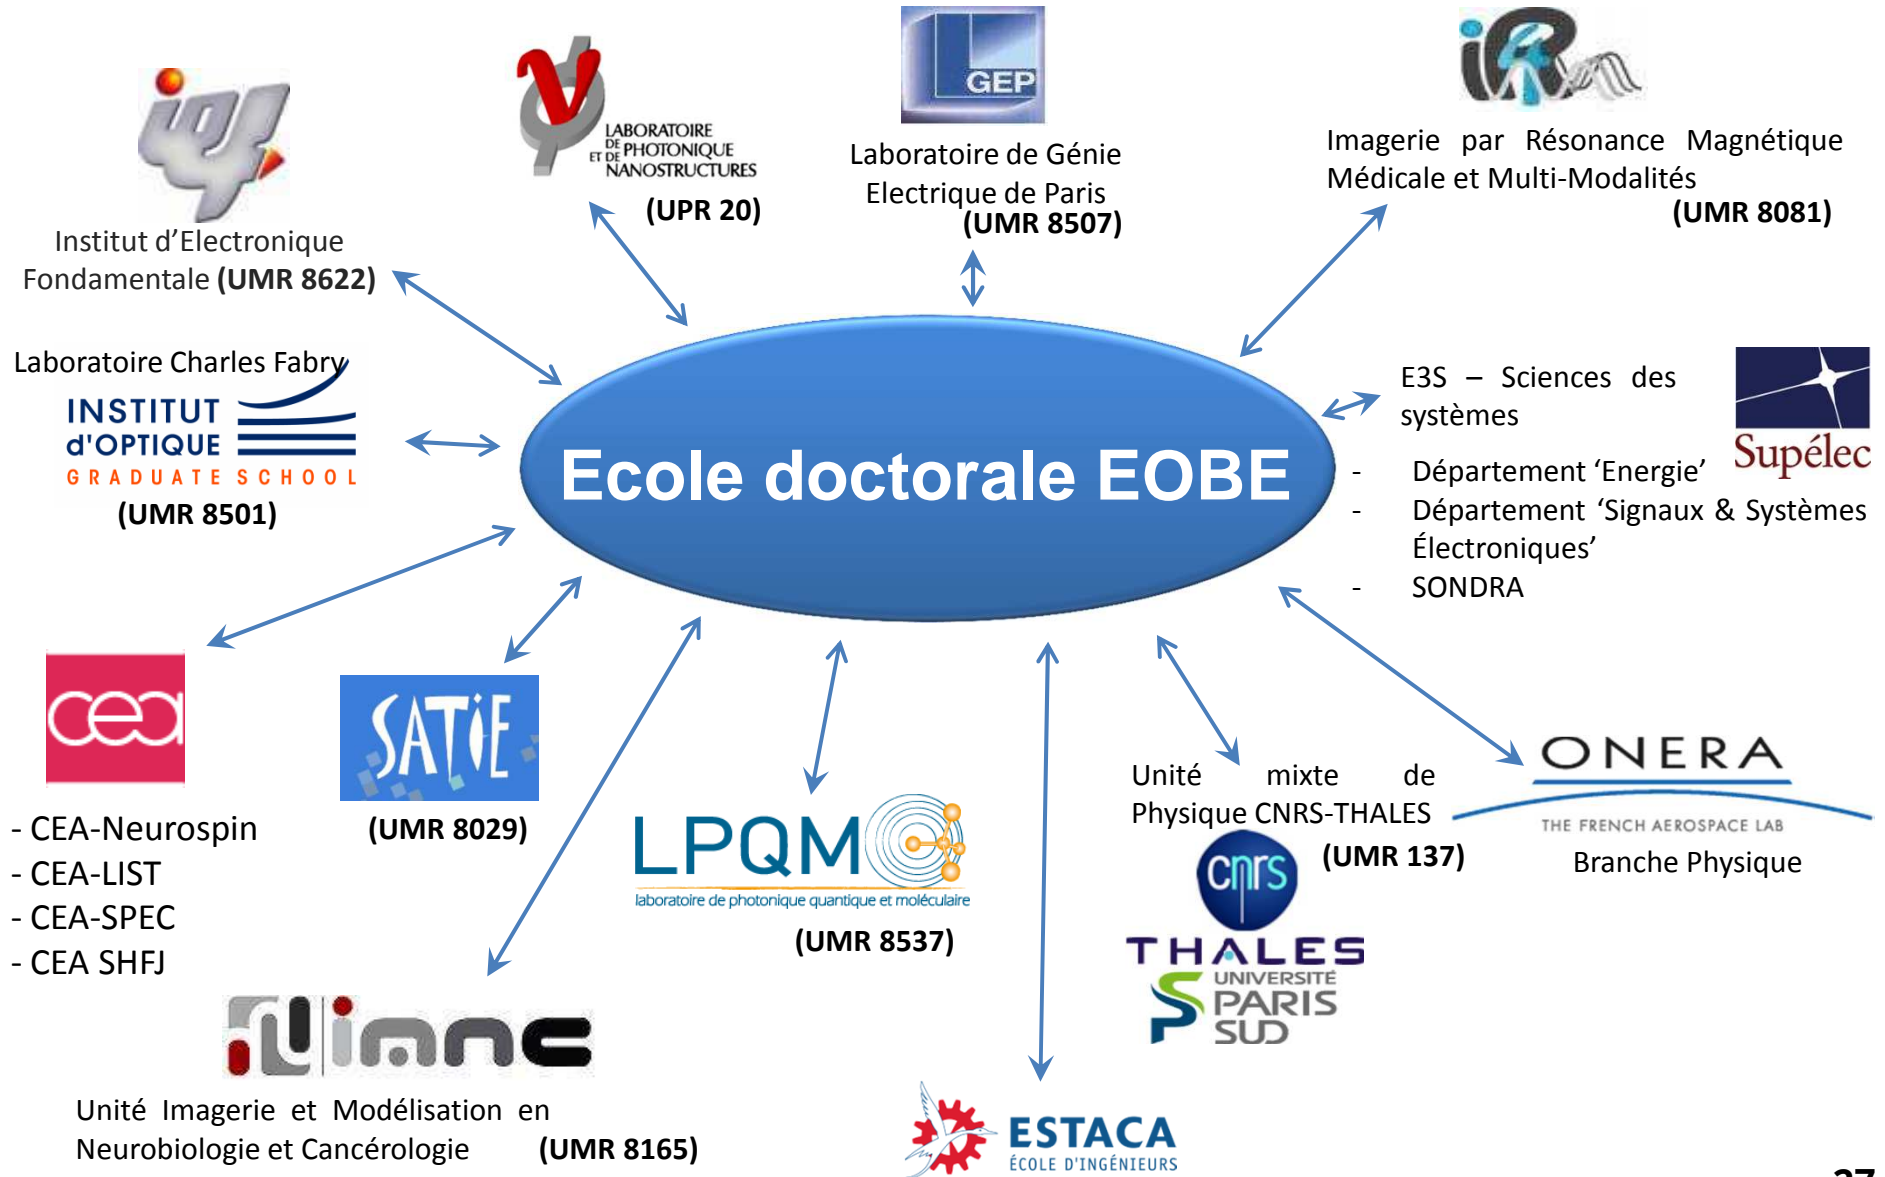 ief
LABORATOIRE
DE PHOTONIQUE
ET DE NANOSTRUCTURES
(UPR 20)
LGEP
Laboratoire de Génie
Electrique de Paris
(UMR 8507)
Imagerie par Résonance Magnétique
Médicale et Multi-Modalités
(UMR 8081)
Institut d’Electronique
Fondamentale (UMR 8622)
Laboratoire Charles Fabry
INSTITUT
d'OPTIQUE
GRADUATE SCHOOL
(UMR 8501)
Ecole doctorale EOBE
E3S – Sciences des
systèmes
Supélec
- Département ‘Energie’
- Département ‘Signaux & Systèmes
Électroniques’
- SONDRA
cea
- CEA-Neurospin
- CEA-LIST
- CEA-SPEC
- CEA SHFJ
SATIE
(UMR 8029)
LPQM
laboratoire de photonique quantique et moléculaire
(UMR 8537)
Unité mixte de
Physique CNRS-THALES
(UMR 137)
cnrs
THALES
UNIVERSITÉ
PARIS
SUD
ONERA
THE FRENCH AEROSPACE LAB
Branche Physique
imnc
Unité Imagerie et Modélisation en
Neurobiologie et Cancérologie (UMR 8165)
ESTACA
ÉCOLE D'INGÉNIEURS